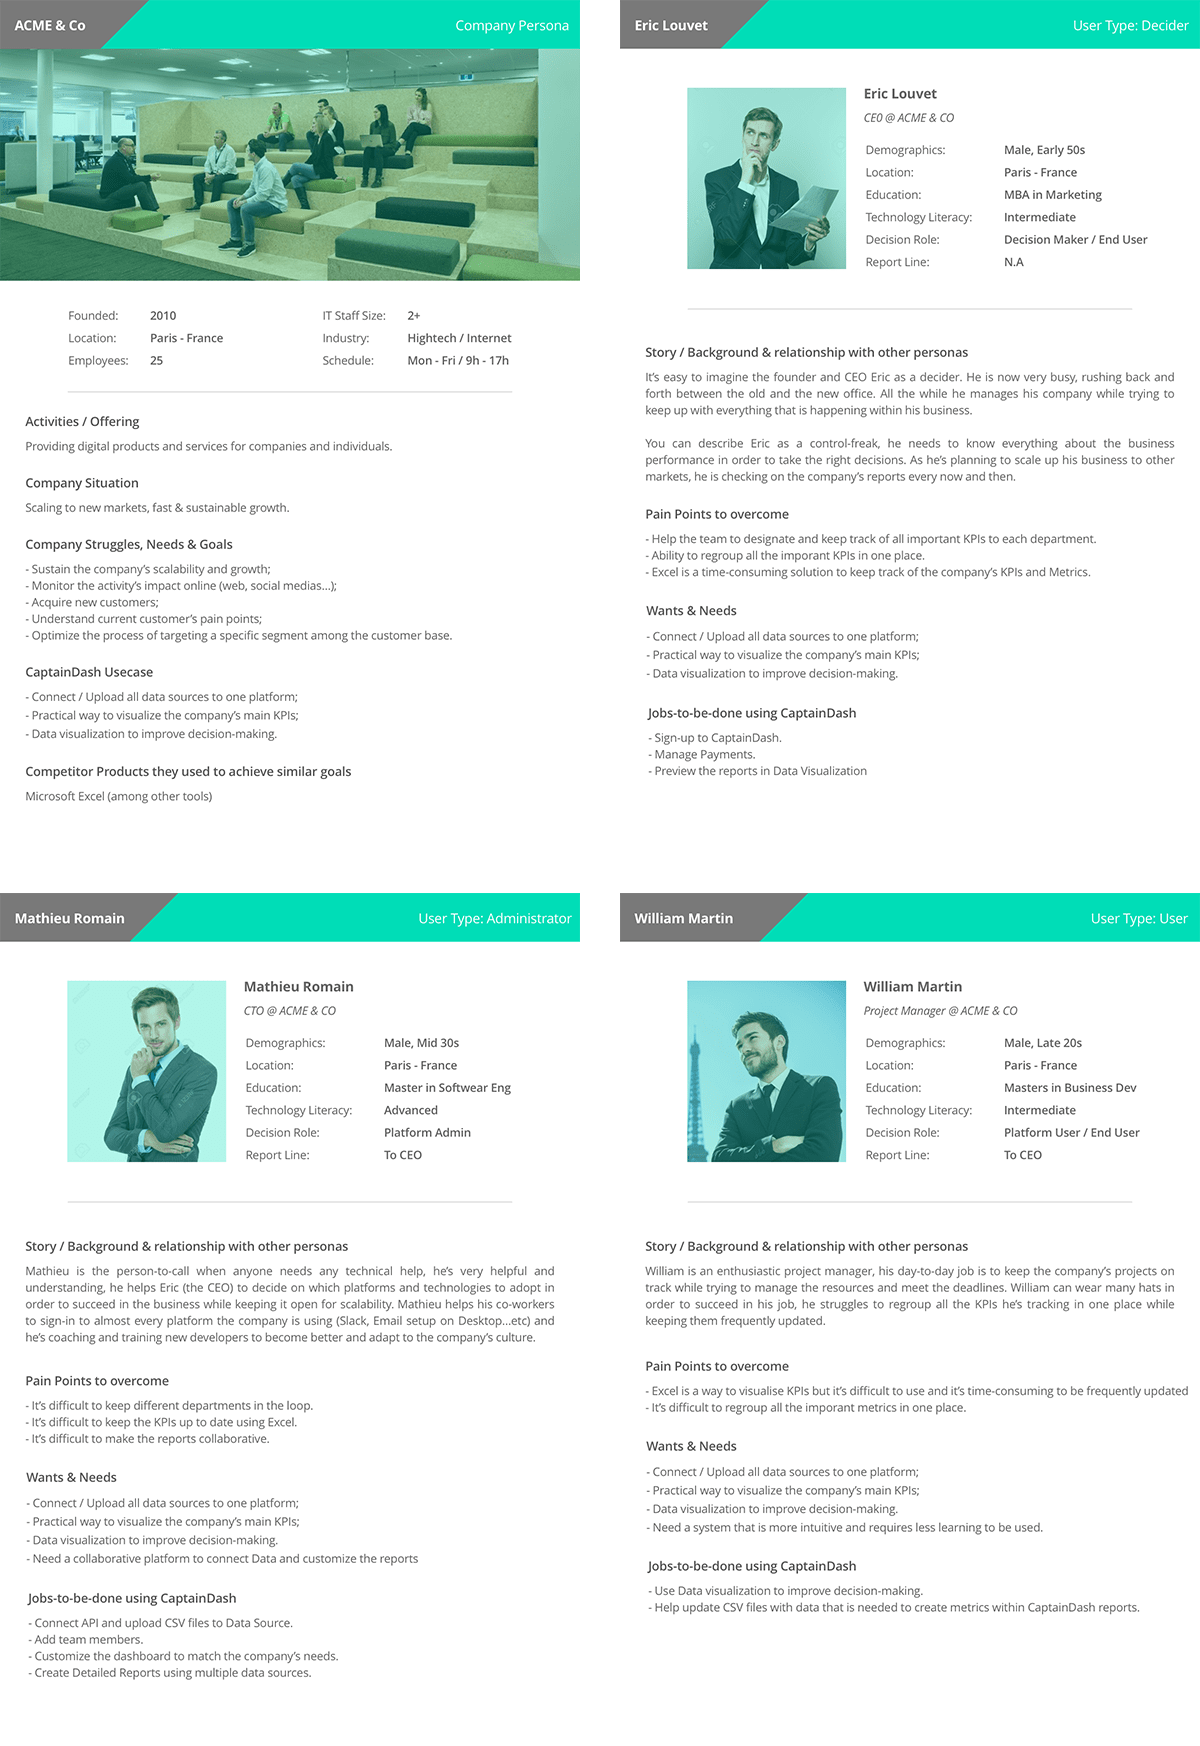 ACME & Co
Company Persona
Founded: 2010
Location: Paris - France
Employees: 25
IT Staff Size: 2+
Industry: Hightech / Internet
Schedule: Mon - Fri / 9h - 17h
Activities / Offering
Providing digital products and services for companies and individuals.
Company Situation
Scaling to new markets, fast & sustainable growth.
Company Struggles, Needs & Goals
- Sustain the company's scalability and growth;
- Monitor the activity's impact online (web, social medias...);
- Acquire new customers;
- Understand current customer's pain points;
- Optimize the process of targeting a specific segment among the customer base.
CaptainDash Usecase
- Connect / Upload all data sources to one platform;
- Practical way to visualize the company's main KPIs;
- Data visualization to improve decision-making.
Competitor Products they used to achieve similar goals
Microsoft Excel (among other tools)
Eric Louvet
User Type: Decider
Eric Louvet
CE0 @ ACME & CO
Demographics: Male, Early 50s
Location: Paris - France
Education: MBA in Marketing
Technology Literacy: Intermediate
Decision Role: Decision Maker / End User
Report Line: N.A
Story / Background & relationship with other personas
It's easy to imagine the founder and CEO Eric as a decider. He is now very busy, rushing back and
forth between the old and the new office. All the while he manages his company while trying to
keep up with everything that is happening within his business.
You can describe Eric as a control-freak, he needs to know everything about the business
performance in order to take the right decisions. As he's planning to scale up his business to other
markets, he is checking on the company's reports every now and then.
Pain Points to overcome
- Help the team to designate and keep track of all important KPIs to each department.
- Ability to regroup all the imporant KPIs in one place.
- Excel is a time-consuming solution to keep track of the company's KPIs and Metrics.
Wants & Needs
- Connect / Upload all data sources to one platform;
- Practical way to visualize the company's main KPIs;
- Data visualization to improve decision-making.
Jobs-to-be-done using CaptainDash
- Sign-up to CaptainDash.
- Manage Payments.
- Preview the reports in Data Visualization
Mathieu Romain
User Type: Administrator
Mathieu Romain
CTO @ ACME & CO
Demographics: Male, Mid 30s
Location: Paris - France
Education: Master in Softwear Eng
Technology Literacy: Advanced
Decision Role: Platform Admin
Report Line: To CEO
Story / Background & relationship with other personas
Mathieu is the person-to-call when anyone needs any technical help, he's very helpful and
understanding, he helps Eric (the CEO) to decide on which platforms and technologies to adopt in
order to succeed in the business while keeping it open for scalability. Mathieu helps his co-workers
to sign-in to almost every platform the company is using (Slack, Email setup on Desktop...etc) and
he's coaching and training new developers to become better and adapt to the company's culture.
Pain Points to overcome
- It's difficult to keep different departments in the loop.
- It's difficult to keep the KPIs up to date using Excel.
- It's difficult to make the reports collaborative.
Wants & Needs
- Connect / Upload all data sources to one platform;
- Practical way to visualize the company's main KPIs;
- Data visualization to improve decision-making.
- Need a collaborative platform to connect Data and customize the reports
Jobs-to-be-done using CaptainDash
- Connect API and upload CSV files to Data Source.
- Add team members.
- Customize the dashboard to match the company's needs.
- Create Detailed Reports using multiple data sources.
William Martin
User Type: User
William Martin
Project Manager @ ACME & CO
Demographics: Male, Late 20s
Location: Paris - France
Education: Masters in Business Dev
Technology Literacy: Intermediate
Decision Role: Platform User / End User
Report Line: To CEO
Story / Background & relationship with other personas
William is an enthusiastic project manager, his day-to-day job is to keep the company's projects on
track while trying to manage the resources and meet the deadlines. William can wear many hats in
order to succeed in his job, he struggles to regroup all the KPIs he's tracking in one place while
keeping them frequently updated.
Pain Points to overcome
- Excel is a way to visualise KPIs but it's difficult to use and it's time-consuming to be frequently updated
- It's difficult to regroup all the imporant metrics in one place.
Wants & Needs
- Connect / Upload all data sources to one platform;
- Practical way to visualize the company's main KPIs;
- Data visualization to improve decision-making.
- Need a system that is more intuitive and requires less learning to be used.
Jobs-to-be-done using CaptainDash
- Use Data visualization to improve decision-making.
- Help update CSV files with data that is needed to create metrics within CaptainDash reports.